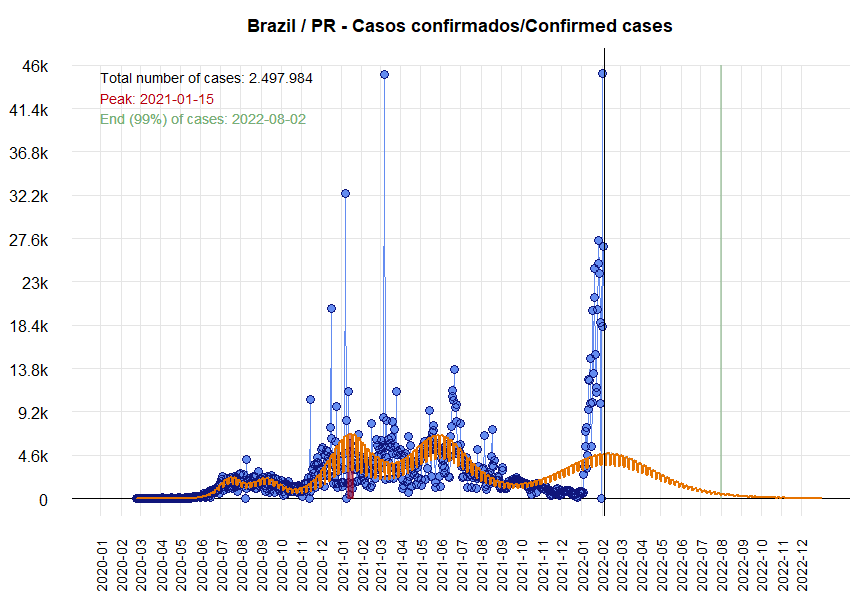 Brazil / PR - Casos confirmados/Confirmed cases
46k
Total number of cases: 2.497.984
Peak: 2021-01-15
End (99%) of cases: 2022-08-02
41.4k
36.8k
32.2k
27.6k
23k
18.4k
13.8k
9.2k
4.6k
0
2020-01
2020-02
2020-03
2020-04
2020-05
2020-06
2020-07
2020-08
2020-09
2020-10
2020-11
2020-12
2021-01
2021-02
2021-03
2021-04
2021-05
2021-06
2021-07
2021-08
2021-09
2021-10
2021-11
2021-12
2022-01
2022-02
2022-03
2022-04
2022-05
2022-06
2022-07
2022-08
2022-09
2022-10
2022-11
2022-12